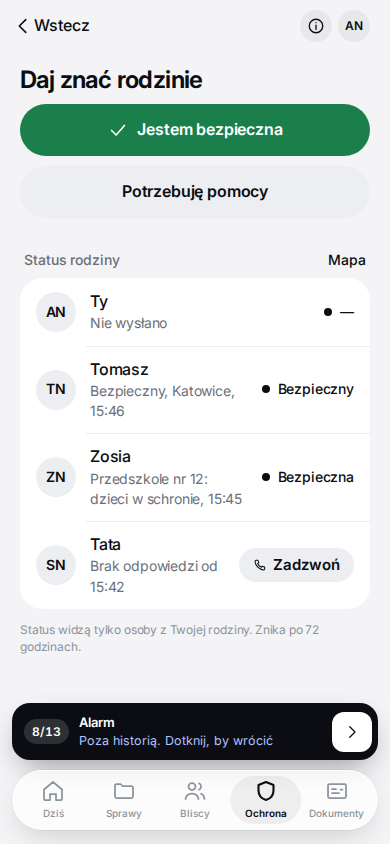 Wstecz
AN
Daj znać rodzinie
Jestem bezpieczna
Potrzebuję pomocy
Status rodziny
Mapa
AN
Ty
Nie wysłano
—
TN
Tomasz
Bezpieczny, Katowice,
15:46
Bezpieczny
ZN
Zosia
Przedszkole nr 12:
dzieci w schronie, 15:45
Bezpieczna
SN
Tata
Brak odpowiedzi od
15:42
Zadzwoń
Status widzą tylko osoby z Twojej rodziny. Znika po 72
godzinach.
8/13
Alarm
Poza historią. Dotknij, by wrócić
Dziś
Sprawy
Bliscy
Ochrona
Dokumenty